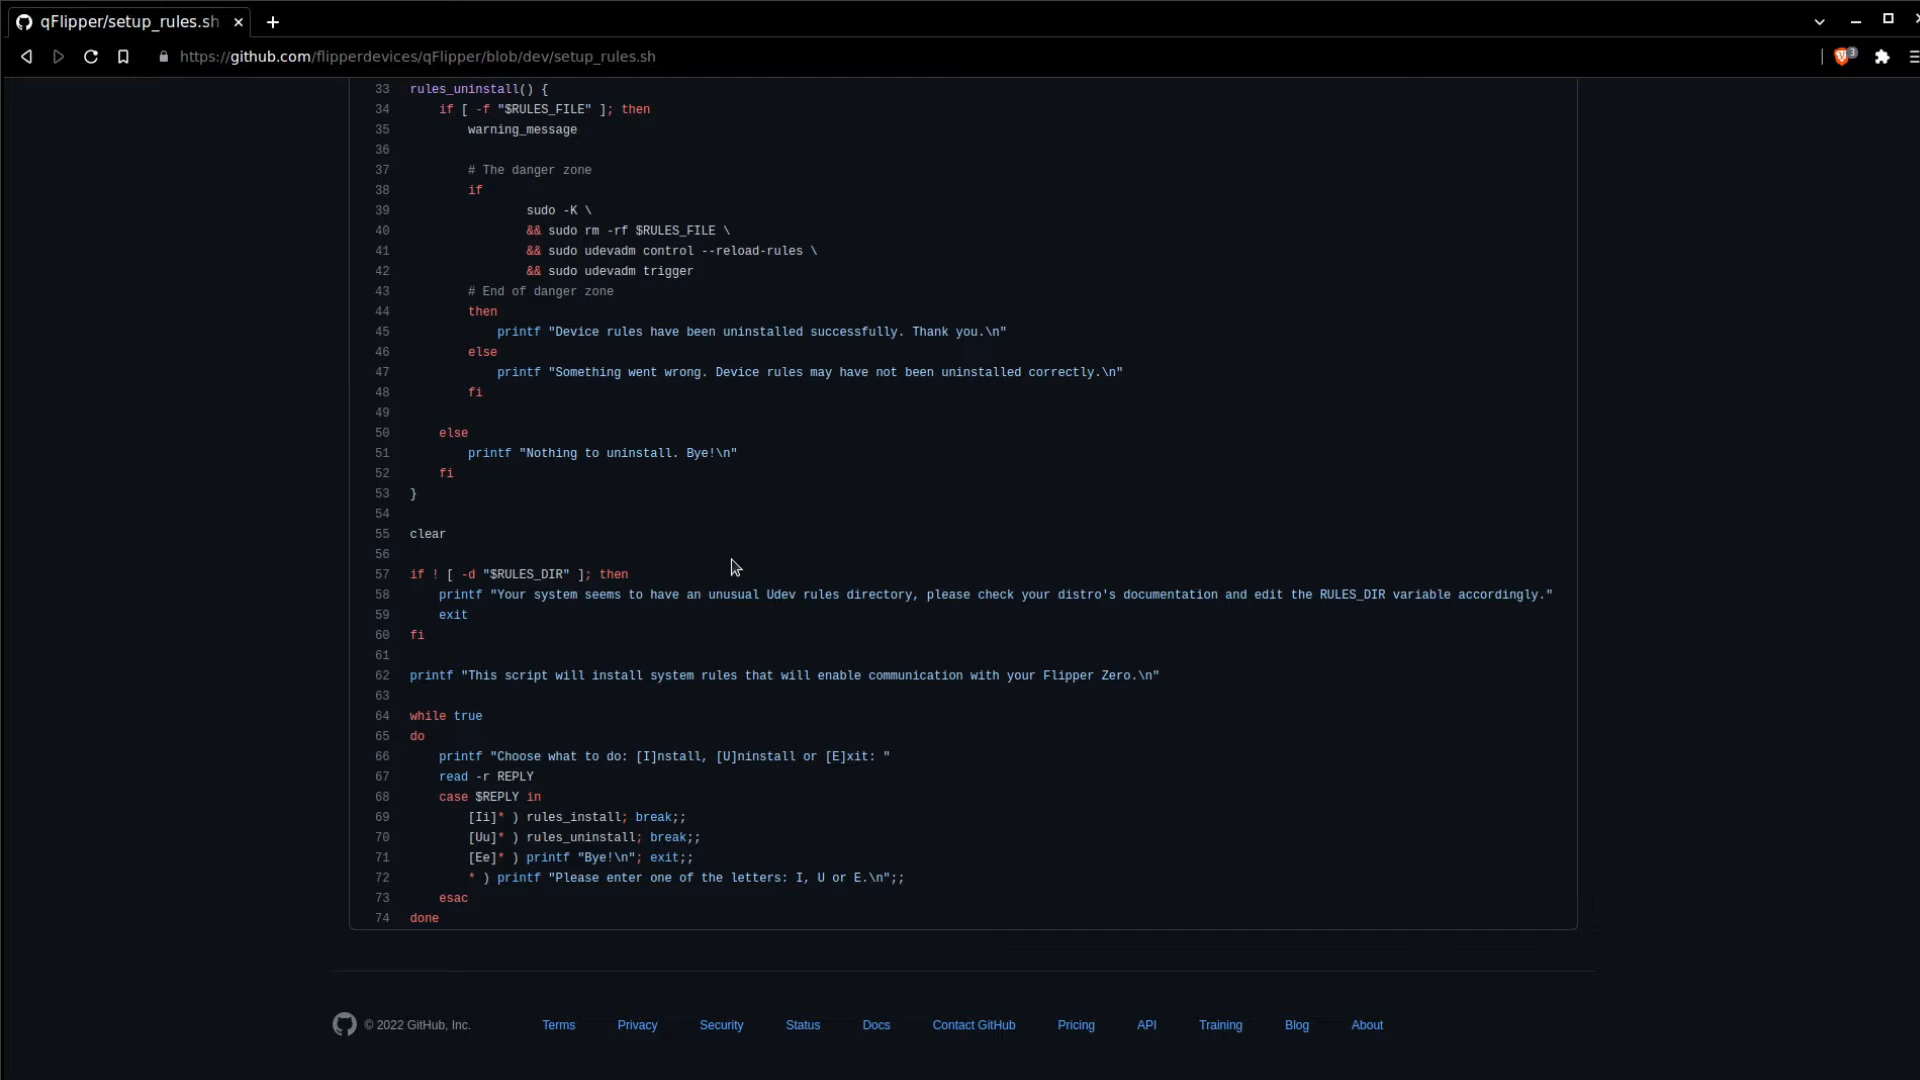 qFlipper/setup_rules.sh
https://github.com/flipperdevices/qFlipper/blob/dev/setup_rules.sh
3
33 rules_uninstall() {
34 if [ -f "$RULES_FILE" ]; then
35 warning_message
36
37 # The danger zone
38 if
39 sudo -K \
40 && sudo rm -rf $RULES_FILE \
41 && sudo udevadm control --reload-rules \
42 && sudo udevadm trigger
43 # End of danger zone
44 then
45 printf "Device rules have been uninstalled successfully. Thank you.\n"
46 else
47 printf "Something went wrong. Device rules may have not been uninstalled correctly.\n"
48 fi
49
50 else
51 printf "Nothing to uninstall. Bye!\n"
52 fi
53 }
54
55 clear
56
57 if ! [ -d "$RULES_DIR" ]; then
58 printf "Your system seems to have an unusual Udev rules directory, please check your distro's documentation and edit the RULES_DIR variable accordingly."
59 exit
60 fi
61
62 printf "This script will install system rules that will enable communication with your Flipper Zero.\n"
63
64 while true
65 do
66 printf "Choose what to do: [I]nstall, [U]ninstall or [E]xit: "
67 read -r REPLY
68 case $REPLY in
69 [Ii]* ) rules_install; break;;
70 [Uu]* ) rules_uninstall; break;;
71 [Ee]* ) printf "Bye!\n"; exit;;
72 * ) printf "Please enter one of the letters: I, U or E.\n";;
73 esac
74 done
© 2022 GitHub, Inc. Terms Privacy Security Status Docs Contact GitHub Pricing API Training Blog About